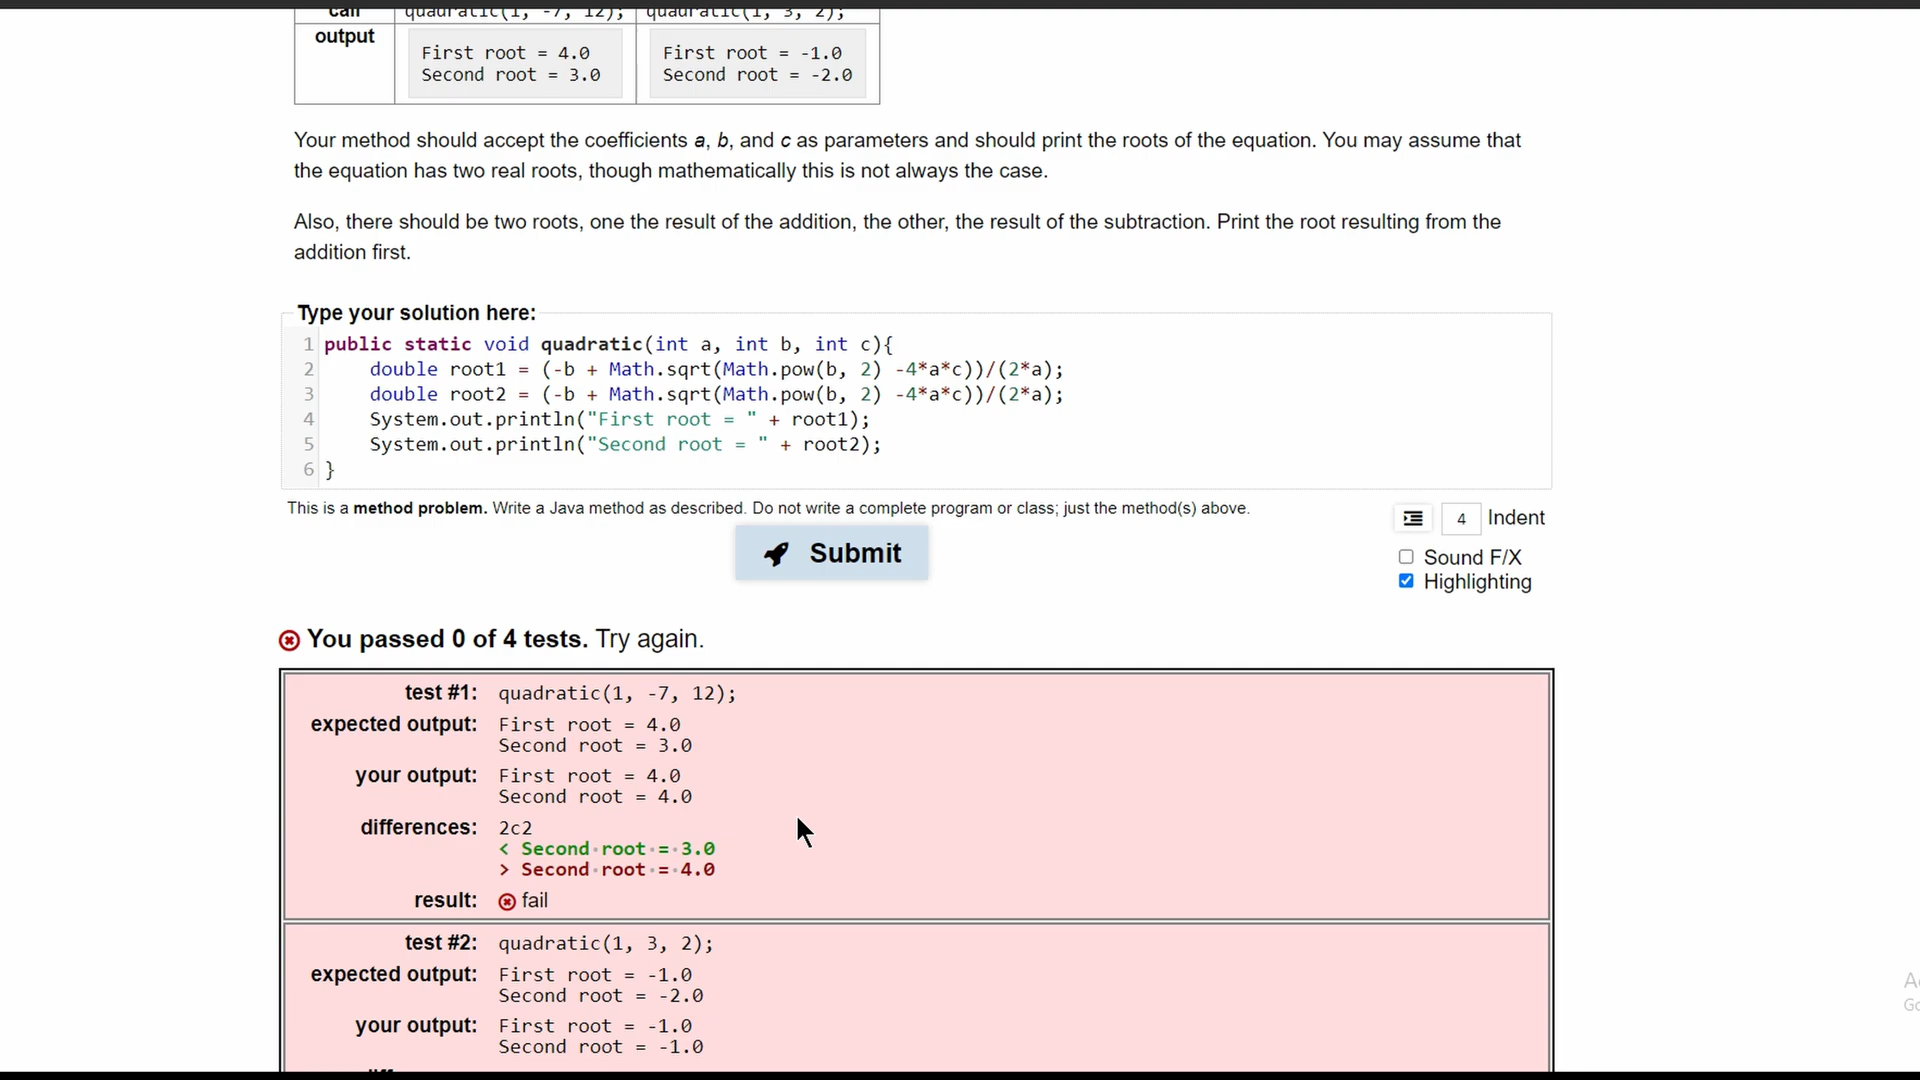 call quadratic(1, -7, 12); quadratic(1, 3, 2);
output
First root = 4.0
Second root = 3.0
First root = -1.0
Second root = -2.0
Your method should accept the coefficients a, b, and c as parameters and should print the roots of the equation. You may assume that
the equation has two real roots, though mathematically this is not always the case.
Also, there should be two roots, one the result of the addition, the other, the result of the subtraction. Print the root resulting from the
addition first.
Type your solution here:
1 public static void quadratic(int a, int b, int c){
2     double root1 = (-b + Math.sqrt(Math.pow(b, 2) -4*a*c))/(2*a);
3     double root2 = (-b + Math.sqrt(Math.pow(b, 2) -4*a*c))/(2*a);
4     System.out.println("First root = " + root1);
5     System.out.println("Second root = " + root2);
6 }
This is a method problem. Write a Java method as described. Do not write a complete program or class; just the method(s) above.
4 Indent
Submit
Sound F/X
Highlighting
You passed 0 of 4 tests. Try again.
test #1: quadratic(1, -7, 12);
expected output: First root = 4.0
Second root = 3.0
your output: First root = 4.0
Second root = 4.0
differences: 2c2
< Second·root·=·3.0
> Second·root·=·4.0
result: fail
test #2: quadratic(1, 3, 2);
expected output: First root = -1.0
Second root = -2.0
your output: First root = -1.0
Second root = -1.0